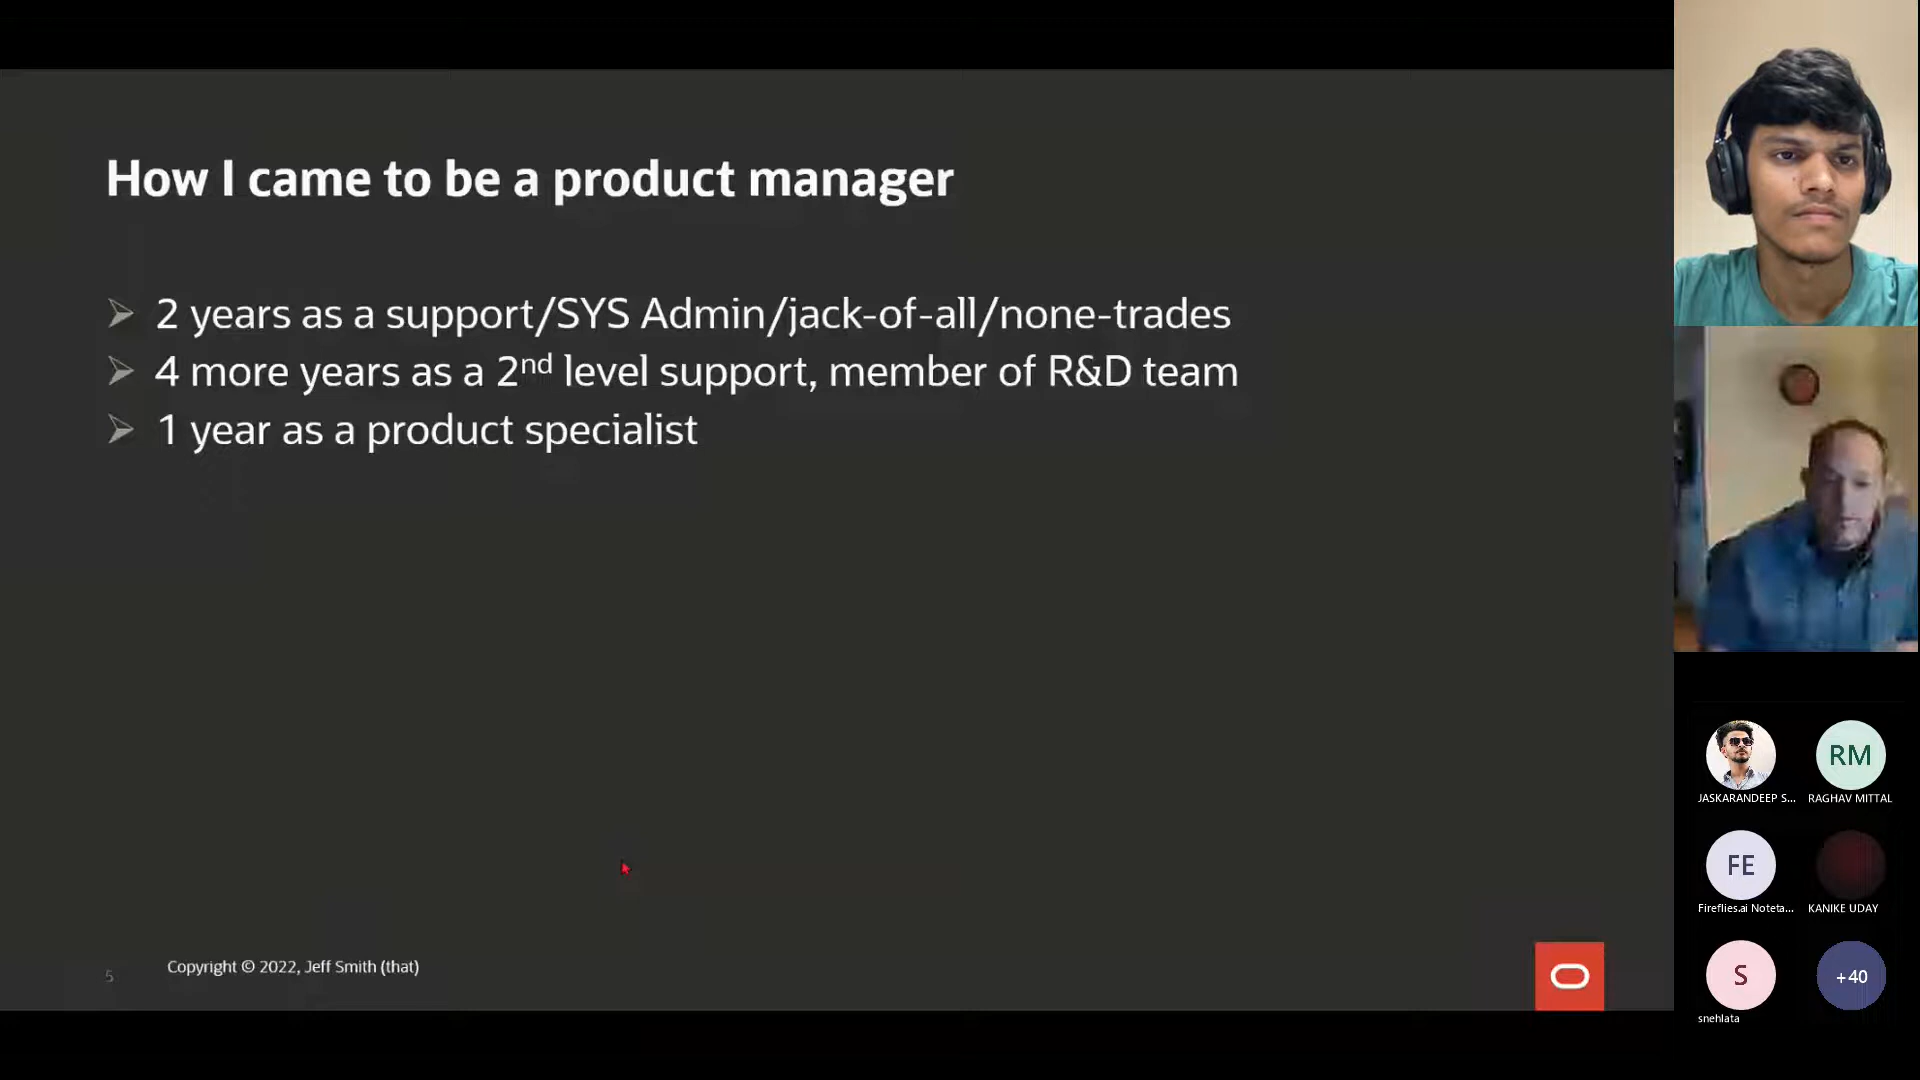 How I came to be a product manager
2 years as a support/SYS Admin/jack-of-all/none-trades
4 more years as a 2nd level support, member of R&D team
1 year as a product specialist
5
Copyright © 2022, Jeff Smith (that)
RM
JASKARANDEEP S...
RAGHAV MITTAL
FE
Fireflies.ai Noteta...
KANIKE UDAY
S
+40
snehlata